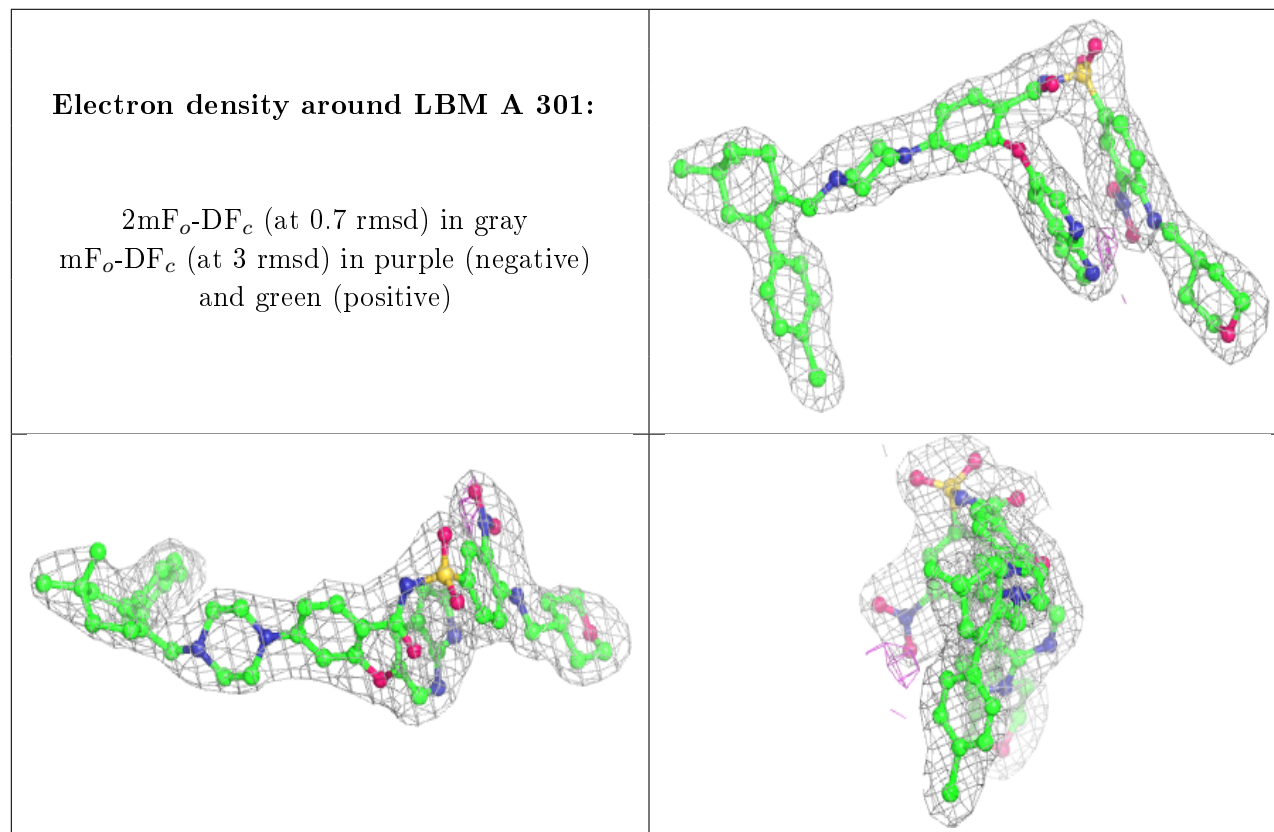 Electron density around LBM A 301:
2mFo-DFc (at 0.7 rmsd) in gray
mFo-DFc (at 3 rmsd) in purple (negative)
and green (positive)